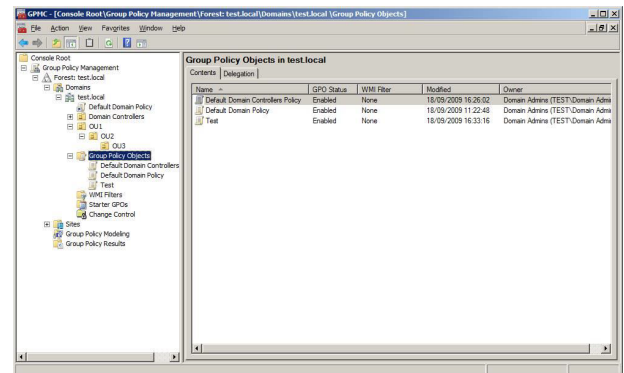 GPMC - [Console Root\Group Policy Management\Forest: test.local\Domains\test.local \Group Policy Objects]
File Action View Favorites Window Help
Console Root
Group Policy Management
Forest: test.local
Domains
test.local
Default Domain Policy
Domain Controllers
OU1
OU2
OU3
Group Policy Objects
Default Domain Controllers
Default Domain Policy
Test
WMI Filters
Starter GPOs
Change Control
Sites
Group Policy Modeling
Group Policy Results
Group Policy Objects in test.local
Contents Delegation
Name GPO Status WMI Filter Modified Owner
Default Domain Controllers Policy Enabled None 18/09/2009 16:26:02 Domain Admins (TEST\Domain Admi
Default Domain Policy Enabled None 18/09/2009 11:22:48 Domain Admins (TEST\Domain Admi
Test Enabled None 18/09/2009 16:33:16 Domain Admins (TEST\Domain Admi